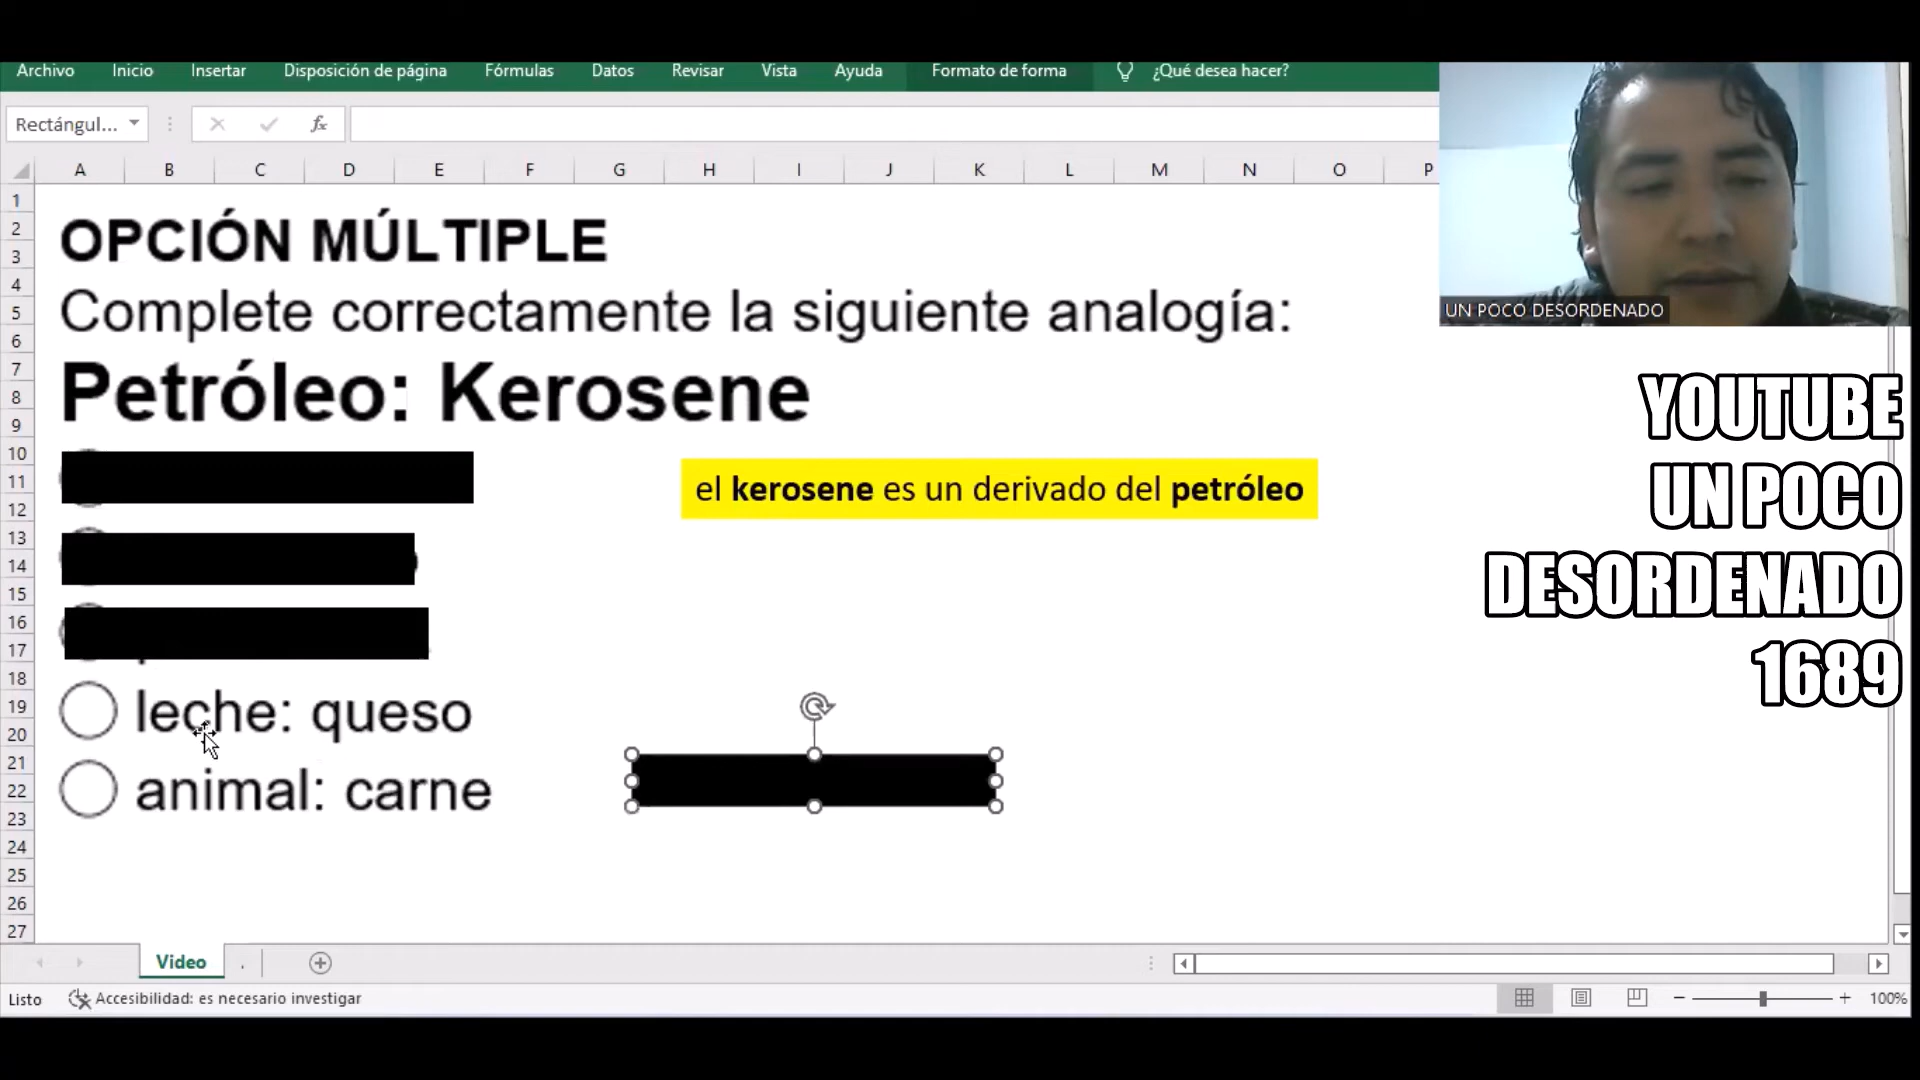 Archivo Inicio Insertar Disposición de página Fórmulas Datos Revisar Vista Ayuda Formato de forma ¿Qué desea hacer?
Rectángul... fx
A B C D E F G H I J K L M N O P
1
2
3
4
5
6
7
8
9
10
11
12
13
14
15
16
17
18
19
20
21
22
23
24
25
26
27
OPCIÓN MÚLTIPLE
Complete correctamente la siguiente analogía:
Petróleo: Kerosene
el kerosene es un derivado del petróleo
leche: queso
animal: carne
UN POCO DESORDENADO
YOUTUBE
UN POCO
DESORDENADO
1689
Video .
Listo Accesibilidad: es necesario investigar
100%